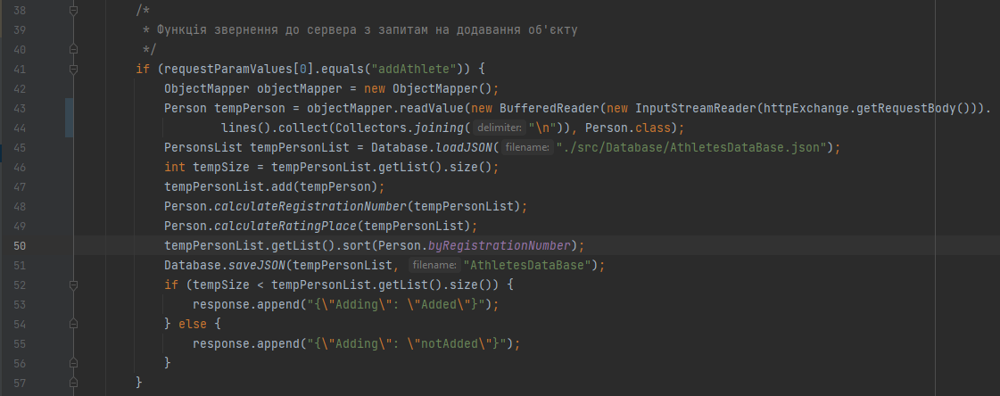 38 /*
39 * Функція звернення до сервера з запитам на додавання об'єкту
40 */
41 if (requestParamValues[0].equals("addAthlete")) {
42 ObjectMapper objectMapper = new ObjectMapper();
43 Person tempPerson = objectMapper.readValue(new BufferedReader(new InputStreamReader(httpExchange.getRequestBody())).
44 lines().collect(Collectors.joining( delimiter: "\n")), Person.class);
45 PersonsList tempPersonList = Database.loadJSON( filename: "./src/Database/AthletesDataBase.json");
46 int tempSize = tempPersonList.getList().size();
47 tempPersonList.add(tempPerson);
48 Person.calculateRegistrationNumber(tempPersonList);
49 Person.calculateRatingPlace(tempPersonList);
50 tempPersonList.getList().sort(Person.byRegistrationNumber);
51 Database.saveJSON(tempPersonList, filename: "AthletesDataBase");
52 if (tempSize < tempPersonList.getList().size()) {
53 response.append("{\"Adding\": \"Added\"}");
54 } else {
55 response.append("{\"Adding\": \"notAdded\"}");
56 }
57 }